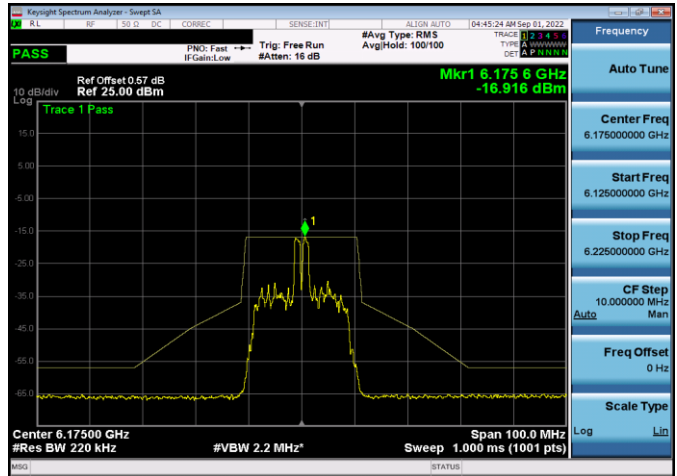 Keysight Spectrum Analyzer - Swept SA
RL RF 50 Ω DC CORREC SENSE:INT ALIGN AUTO 04:45:24 AM Sep 01, 2022
PASS
PNO: Fast
IFGain:Low
Trig: Free Run
#Atten: 16 dB
#Avg Type: RMS
Avg|Hold: 100/100
TRACE 1 2 3 4 5 6
TYPE A WWWWW
DET A P N N N N
Mkr1 6.175 6 GHz
-16.916 dBm
Ref Offset 0.57 dB
10 dB/div Ref 25.00 dBm
Log
Trace 1 Pass
1
15.0
5.00
-5.00
-15.0
-25.0
-35.0
-45.0
-55.0
-65.0
Center 6.17500 GHz Span 100.0 MHz
#Res BW 220 kHz #VBW 2.2 MHz* Sweep 1.000 ms (1001 pts)
MSG STATUS
Frequency
Auto Tune
Center Freq
6.175000000 GHz
Start Freq
6.125000000 GHz
Stop Freq
6.225000000 GHz
CF Step
10.000000 MHz
Auto Man
Freq Offset
0 Hz
Scale Type
Log Lin